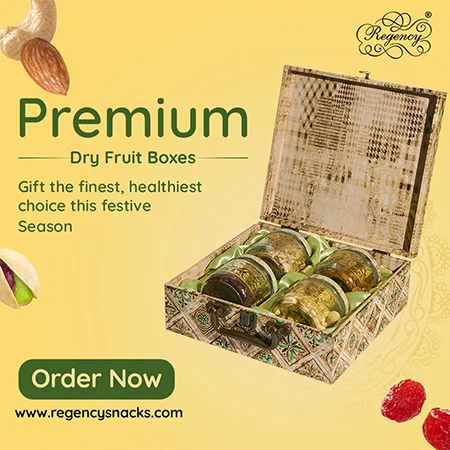 Regency®
Premium
Dry Fruit Boxes
Gift the finest, healthiest
choice this festive
Season
Order Now
www.regencysnacks.com